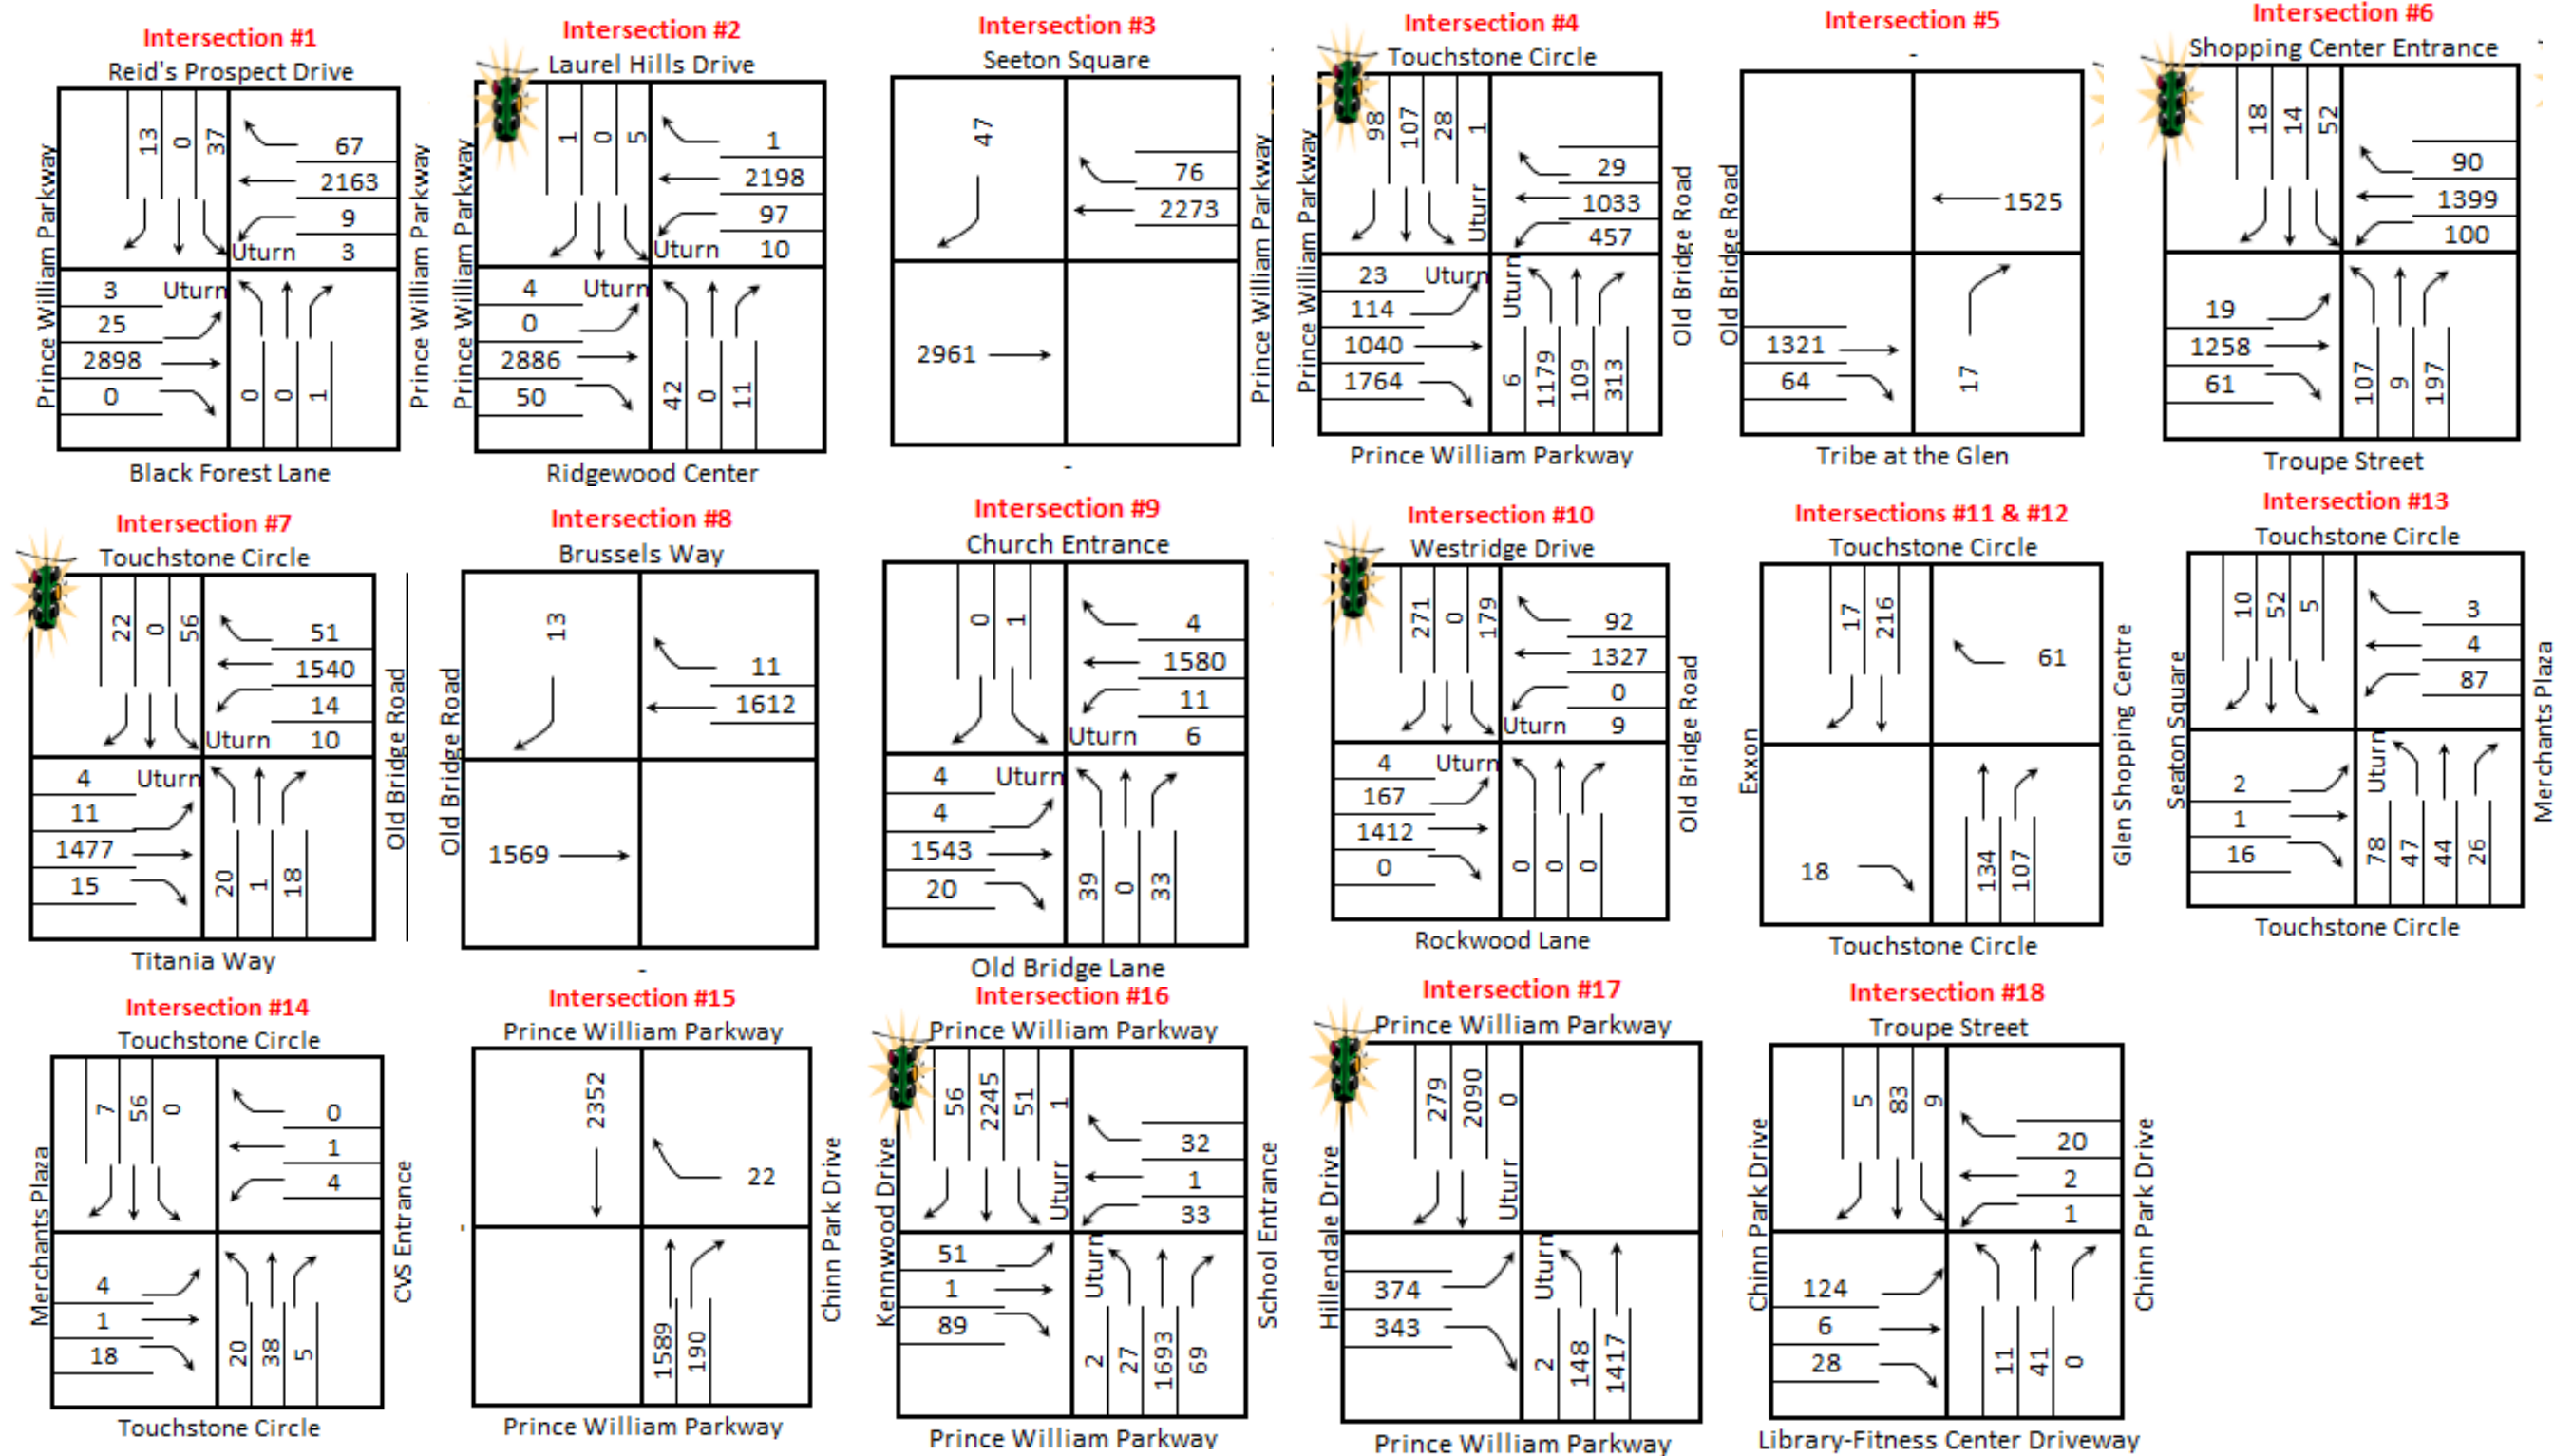 Intersection #1
Reid's Prospect Drive
Prince William Parkway
13
0
37
67
2163
9
Uturn 3
3 Uturn
25
2898
0
0
0
1
Prince William Parkway
Black Forest Lane
Intersection #2
Laurel Hills Drive
Prince William Parkway
1
0
5
1
2198
97
Uturn 10
4 Uturn
0
2886
50
42
0
11
Ridgewood Center
Intersection #3
Seeton Square
47
76
2273
2961
Prince William Parkway
-
Intersection #4
Touchstone Circle
Prince William Parkway
98
107
28
1
Uturr
29
1033
457
23 Uturn
114
1040
1764
Uturn
6
1179
109
313
Old Bridge Road
Prince William Parkway
Intersection #5
-
Old Bridge Road
1525
1321
64
17
Tribe at the Glen
Intersection #6
Shopping Center Entrance
18
14
52
90
1399
100
19
1258
61
107
9
197
Troupe Street
Intersection #7
Touchstone Circle
22
0
56
51
1540
14
Uturn 10
4 Uturn
11
1477
15
20
1
18
Old Bridge Road
Titania Way
Intersection #8
Brussels Way
Old Bridge Road
13
11
1612
1569
-
Intersection #9
Church Entrance
0
1
4
1580
11
Uturn 6
4 Uturn
4
1543
20
39
0
33
Old Bridge Lane
Intersection #10
Westridge Drive
271
0
179
92
1327
0
Uturn 9
4 Uturn
167
1412
0
0
0
0
Old Bridge Road
Rockwood Lane
Intersections #11 & #12
Touchstone Circle
Exxon
17
216
61
18
134
107
Glen Shopping Centre
Touchstone Circle
Intersection #13
Touchstone Circle
Seaton Square
10
52
5
3
4
87
2
1
16
Uturn
78
47
44
26
Merchants Plaza
Touchstone Circle
Intersection #14
Touchstone Circle
Merchants Plaza
7
56
0
0
1
4
4
1
18
20
38
5
CVS Entrance
Touchstone Circle
Intersection #15
Prince William Parkway
-
2352
22
1589
190
Chinn Park Drive
Prince William Parkway
Intersection #16
Prince William Parkway
Kennwood Drive
56
2245
51
1
Uturr
32
1
33
51
1
89
Uturn
2
27
1693
69
School Entrance
Prince William Parkway
Intersection #17
Prince William Parkway
Hillendale Drive
279
2090
0
Uturr
374
343
Uturn
2
148
1417
Prince William Parkway
Intersection #18
Troupe Street
Chinn Park Drive
5
83
9
20
2
1
124
6
28
11
41
0
Chinn Park Drive
Library-Fitness Center Driveway